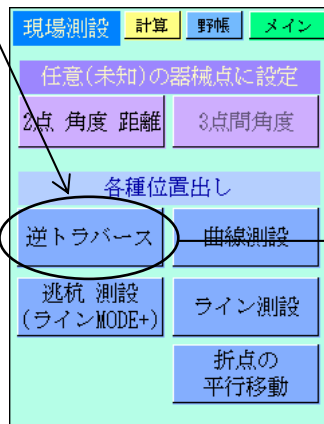 現場測設 計算 野帳 メイン
任意(未知)の器械点に設定
2点 角度 距離 3点間角度
各種位置出し
逆トラバース 曲線測設
逃杭 測設
(ラインMODE+) ライン測設
折点の
平行移動